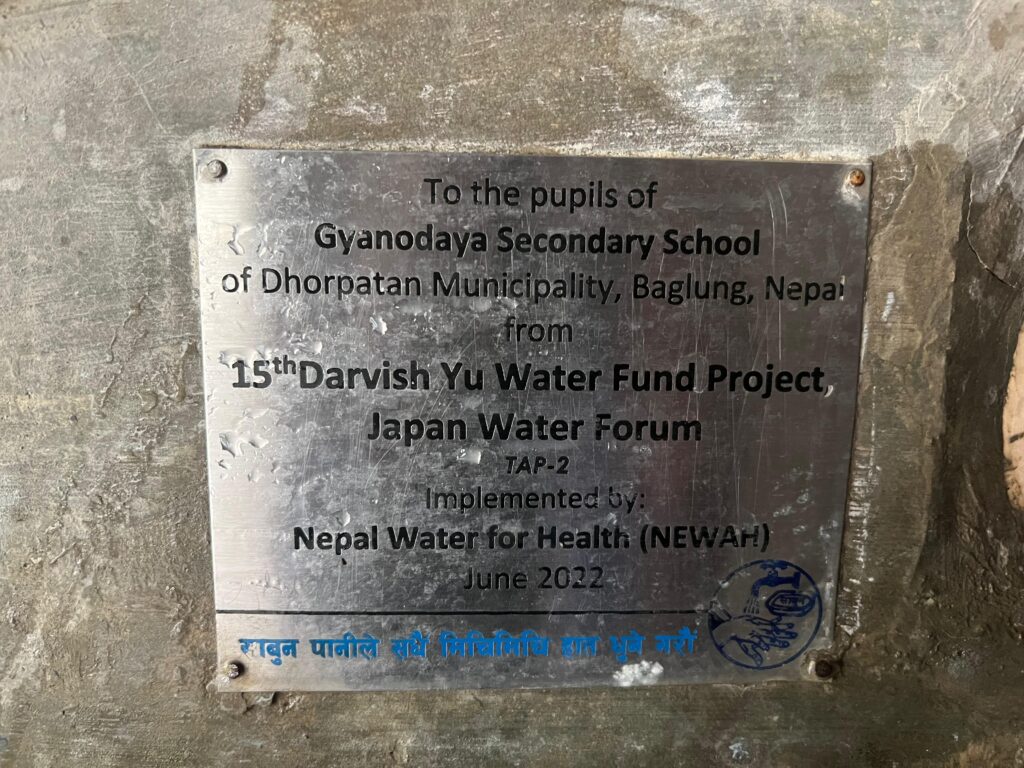 To the pupils of
Gyanodaya Secondary School
of Dhorpatan Municipality, Baglung, Nepal
from
15thDarvish Yu Water Fund Project,
Japan Water Forum
TAP-2
Implemented by:
Nepal Water for Health (NEWAH)
June 2022
साबुन पानीले सधै मिचिमिचि हात धुने गरौं